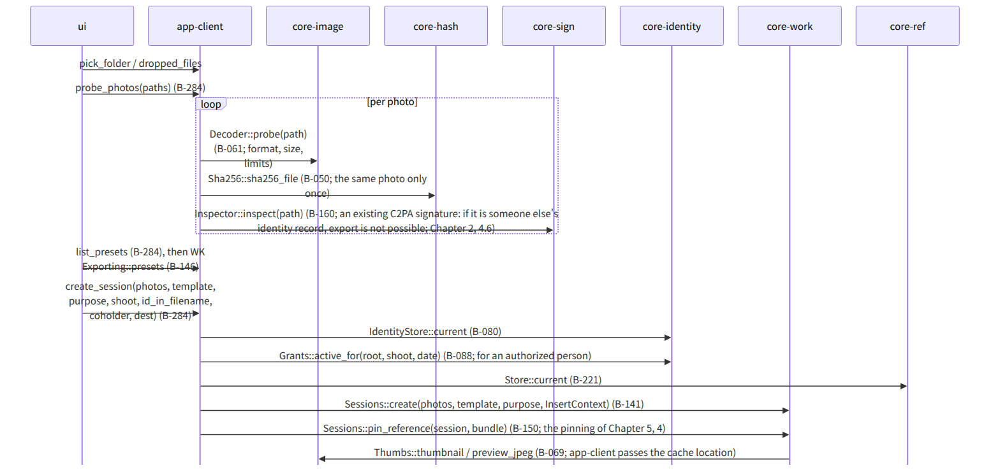 ui
app-client
core-image
core-hash
core-sign
core-identity
core-work
core-ref
pick_folder / dropped_files
probe_photos(paths) (B-284)
loop
[per photo]
Decoder::probe(path)
(B-061; format, size,
limits)
Sha256::sha256_file (B-050; the same photo only
once)
Inspector::inspect(path) (B-160; an existing C2PA signature: if it is someone else's
identity record, export is not possible; Chapter 2, 4.6)
list_presets (B-284), then WK
Exporting::presets (B-146)
create_session(photos, template,
purpose, shoot, id_in_filename,
coholder, dest) (B-284)
IdentityStore::current (B-080)
Grants::active_for(root, shoot, date) (B-088; for an authorized person)
Store::current (B-221)
Sessions::create(photos, template, purpose, InsertContext) (B-141)
Sessions::pin_reference(session, bundle) (B-150; the pinning of Chapter 5, 4)
Thumbs::thumbnail / preview_jpeg (B-069; app-client passes the cache location)